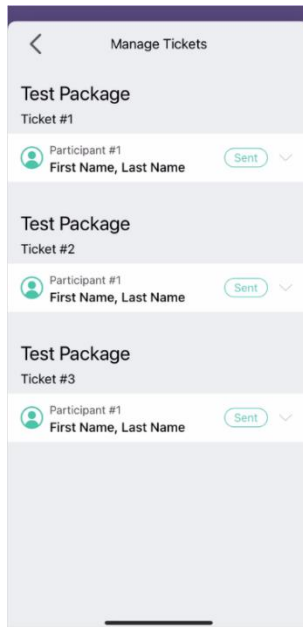 Manage Tickets
Test Package
Ticket #1
Participant #1
First Name, Last Name
Sent
Test Package
Ticket #2
Participant #1
First Name, Last Name
Sent
Test Package
Ticket #3
Participant #1
First Name, Last Name
Sent